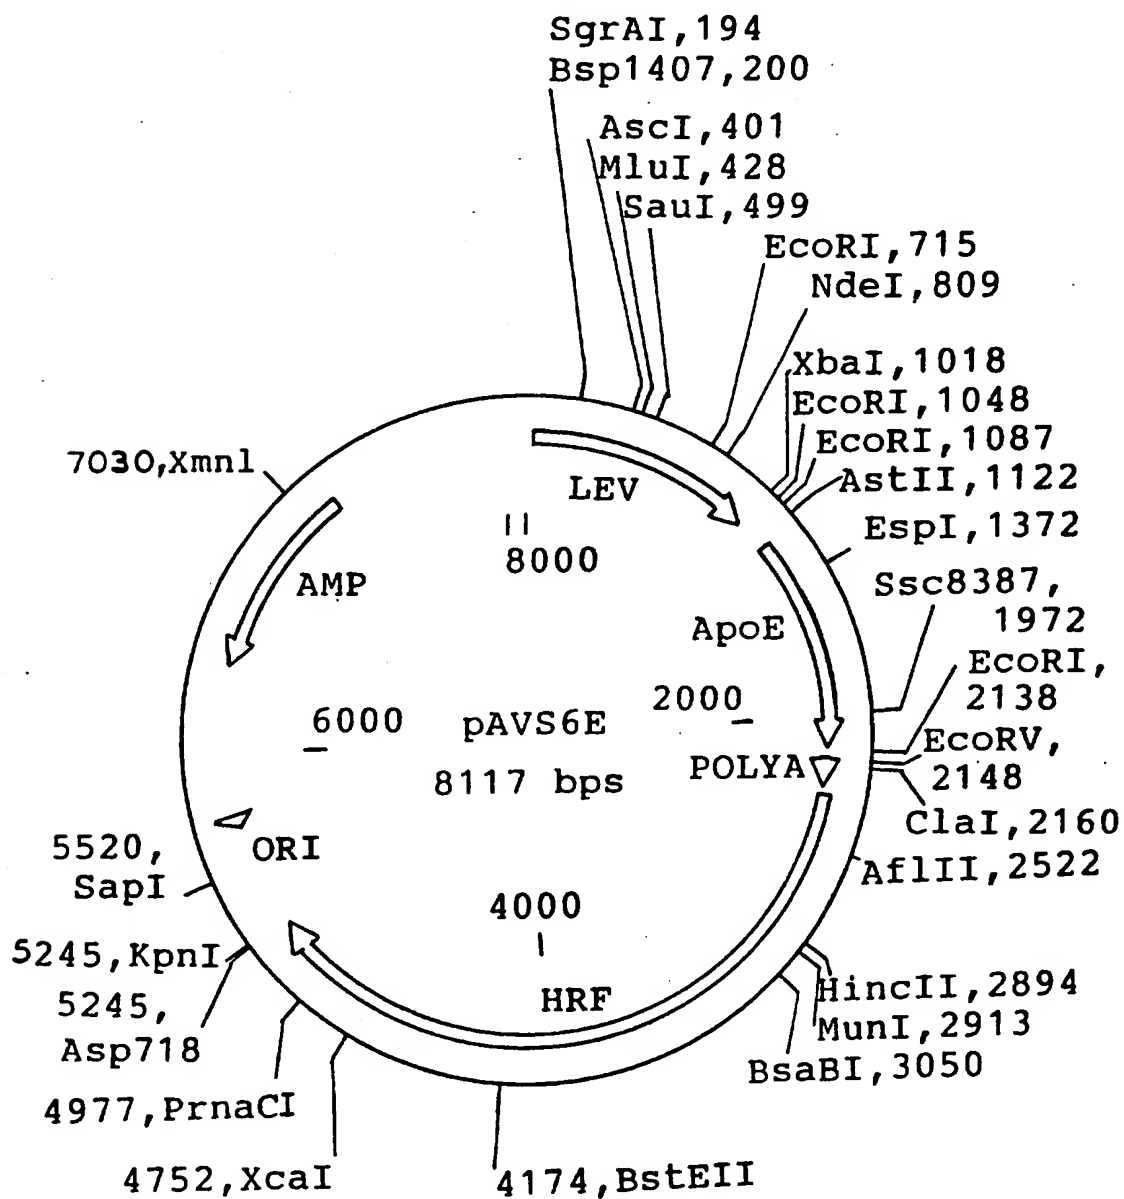 SgrAI,194
Bsp1407,200
AscI,401
MluI,428
SauI,499
EcoRI,715
NdeI,809
XbaI,1018
EcoRI,1048
EcoRI,1087
AstII,1122
EspI,1372
Ssc8387,
1972
EcoRI,
2138
EcoRV,
2148
ClaI,2160
AflII,2522
HincII,2894
MunI,2913
BsaBI,3050
4174,BstEII
4752,XcaI
4977,PrnaCI
5245,
Asp718
5245,KpnI
5520,
SapI
7030,Xmnl
LEV
8000
AMP
ApoE
2000
6000
pAVS6E
8117 bps
POLYA
ORI
4000
HRF